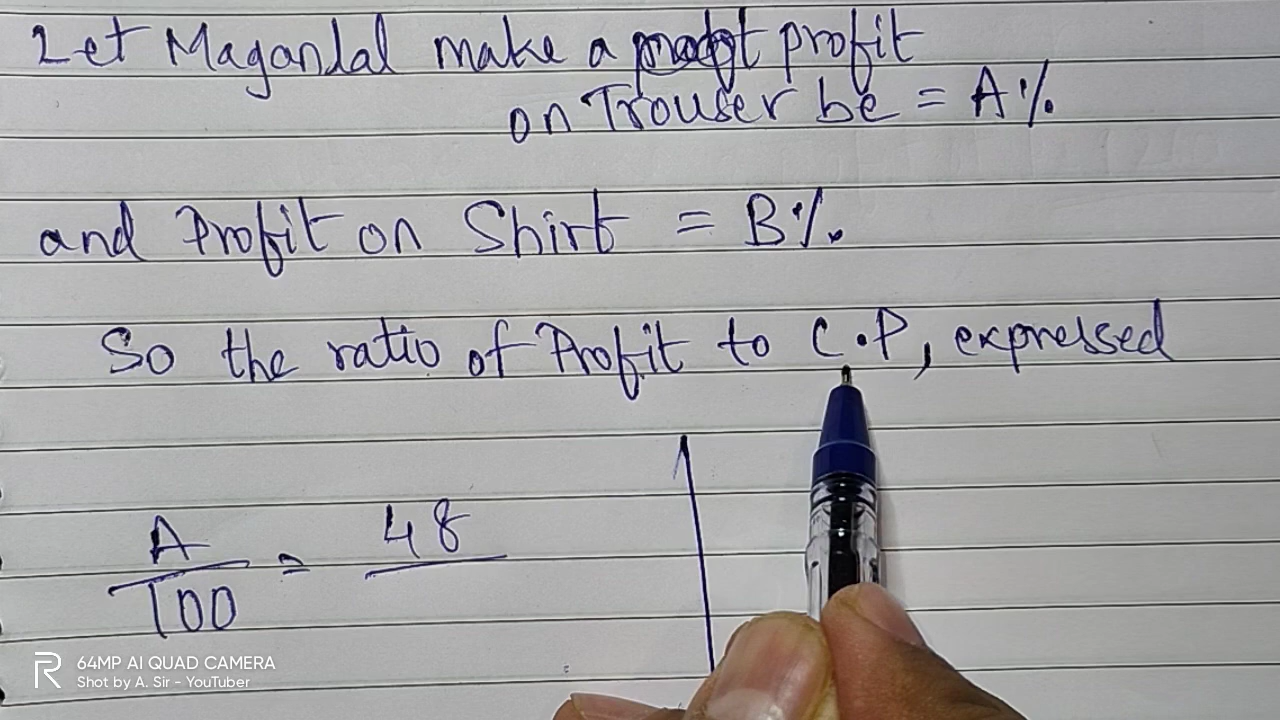 Let Maganlal make a profit
on Trouser be = A%
and Profit on Shirt = B%.
So the ratio of Profit to C.P, expressed
A/100 = 48/
64MP AI QUAD CAMERA
Shot by A. Sir - YouTuber